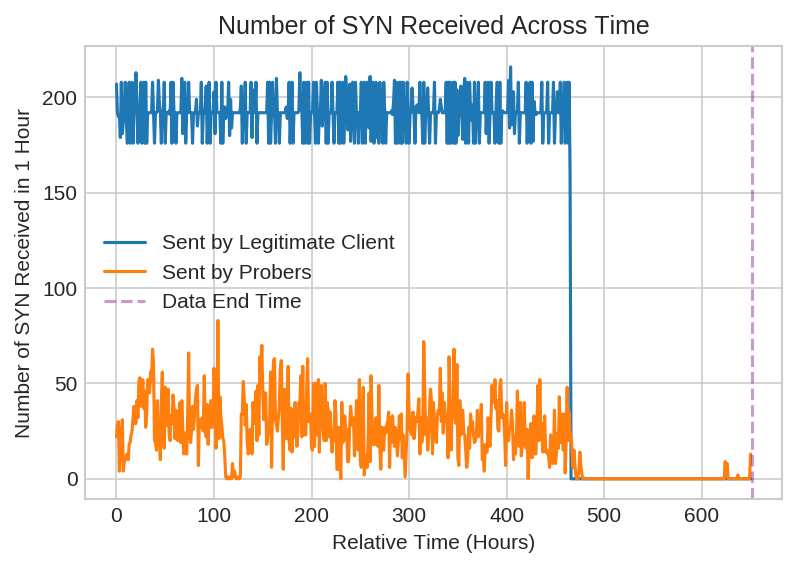 Number of SYN Received Across Time
Number of SYN Received in 1 Hour
200
150
100
50
0
Sent by Legitimate Client
Sent by Probers
Data End Time
0 100 200 300 400 500 600
Relative Time (Hours)